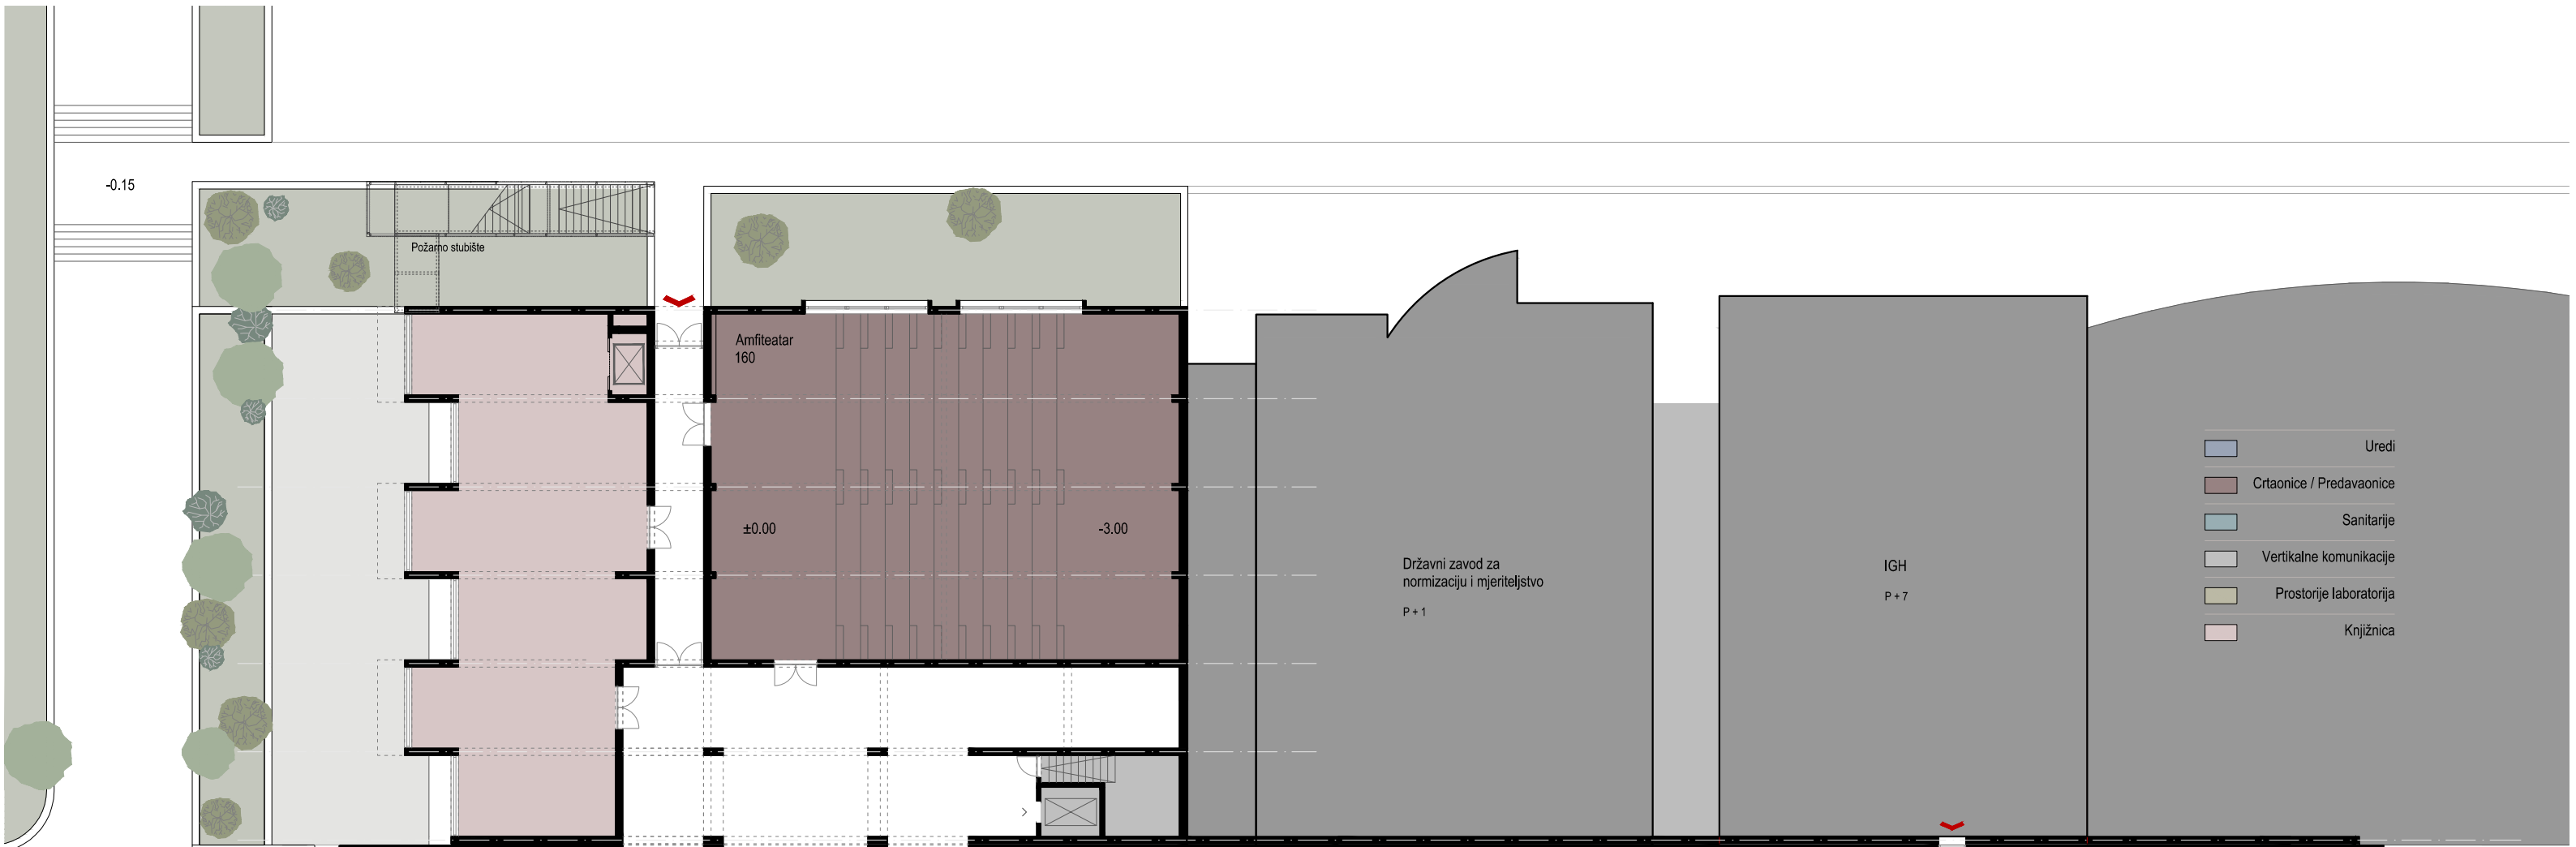 -0.15
Požarno stubište
Amfiteatar
160
±0.00
-3.00
Državni zavod za
normizaciju i mjeriteljstvo
P + 1
IGH
P + 7
Uredi
Crtaonice / Predavaonice
Sanitarije
Vertikalne komunikacije
Prostorije laboratorija
Knjižnica